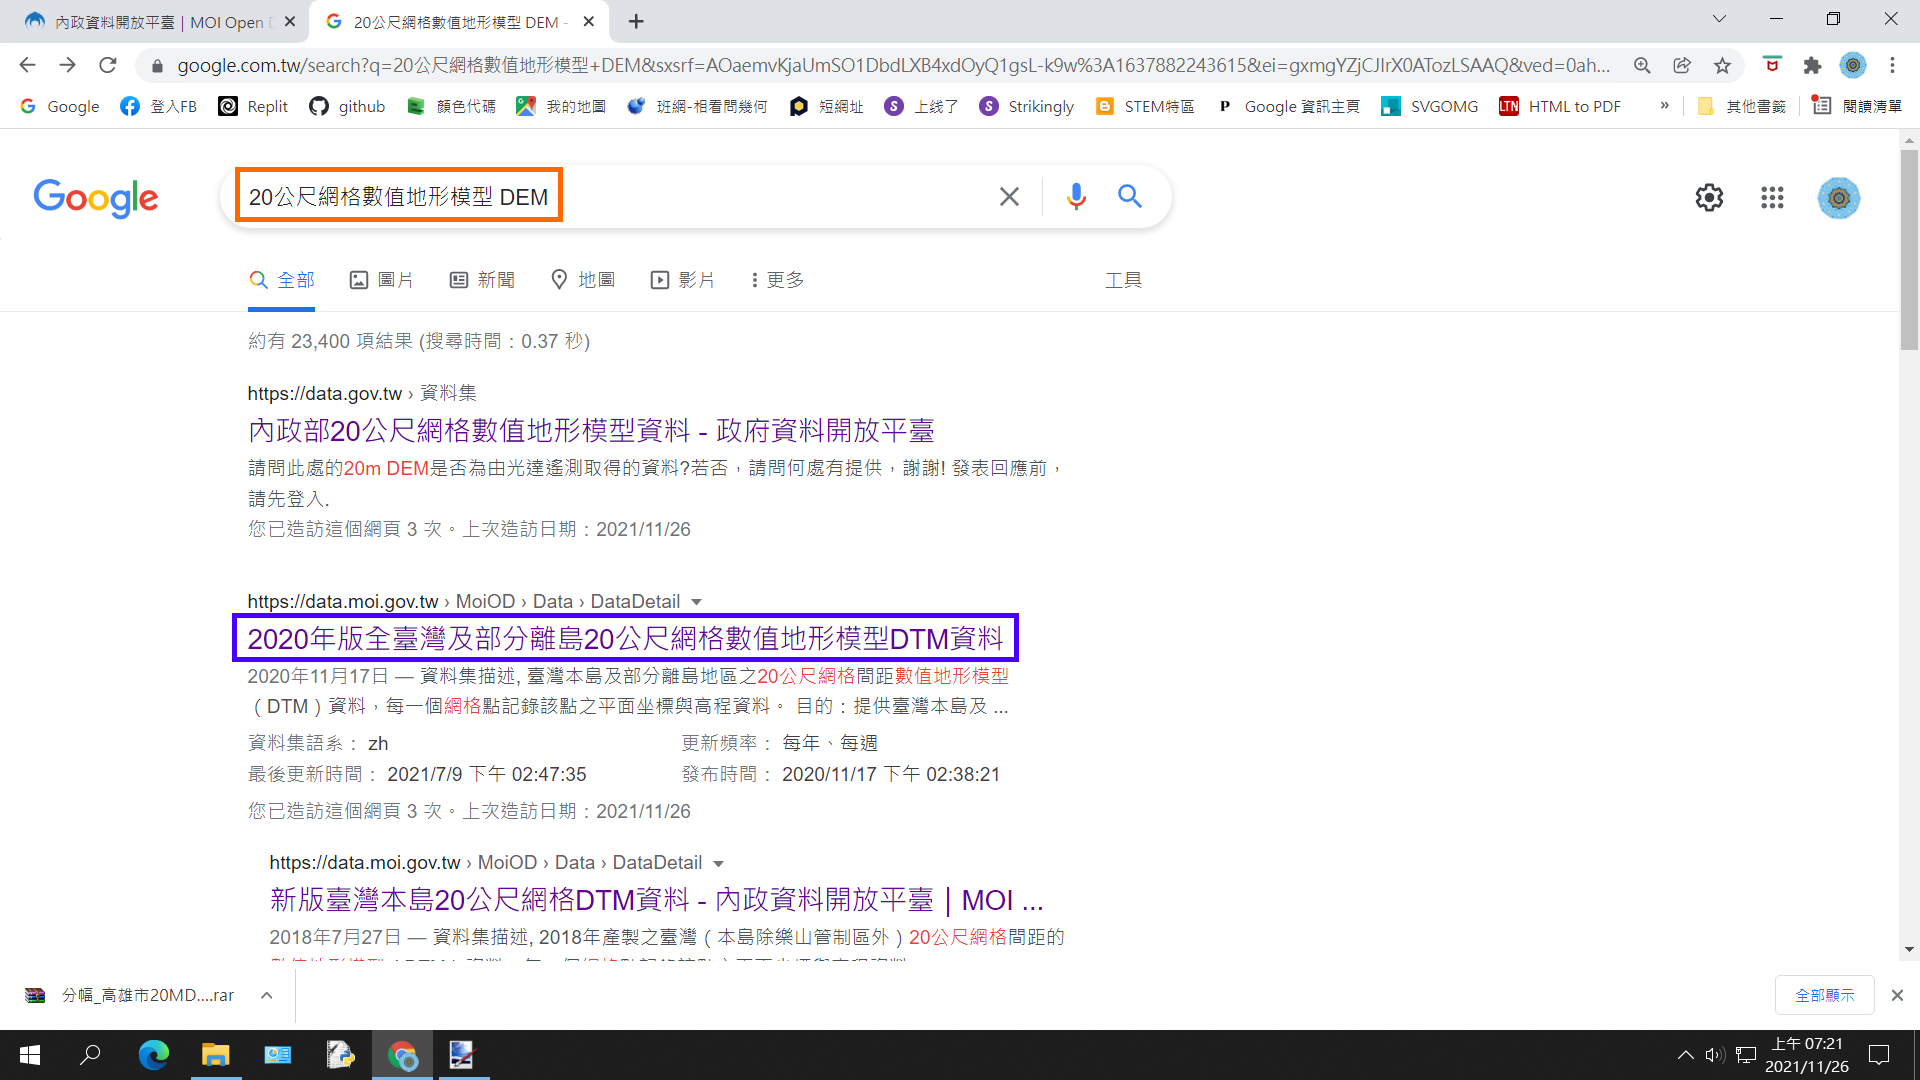 內政資料開放平臺 | MOI Open D
20公尺網格數值地形模型 DEM -
google.com.tw/search?q=20公尺網格數值地形模型+DEM&sxsrf=AOaemvKjaUmSO1DbdLXB4xdOyQ1gsL-k9w%3A1637882243615&ei=gxmgYZjCJIrX0ATozLSAAQ&ved=0ah...
Google 登入FB Replit github 顏色代碼 我的地圖 班網-相看問幾何 短網址 上线了 Strikingly STEM特區 Google 資訊主頁 SVGOMG HTML to PDF » 其他書籤 閱讀清單
Google
20公尺網格數值地形模型 DEM
全部 圖片 新聞 地圖 影片 更多 工具
約有 23,400 項結果 (搜尋時間：0.37 秒)
https://data.gov.tw › 資料集
內政部20公尺網格數值地形模型資料 - 政府資料開放平臺
請問此處的20m DEM是否為由光達遙測取得的資料?若否，請問何處有提供，謝謝! 發表回應前，
請先登入.
您已造訪這個網頁 3 次。上次造訪日期：2021/11/26
https://data.moi.gov.tw › MoiOD › Data › DataDetail
2020年版全臺灣及部分離島20公尺網格數值地形模型DTM資料
2020年11月17日 — 資料集描述, 臺灣本島及部分離島地區之20公尺網格間距數值地形模型
（DTM）資料，每一個網格點記錄該點之平面坐標與高程資料。 目的：提供臺灣本島及 ...
資料集語系： zh 更新頻率： 每年、每週
最後更新時間： 2021/7/9 下午 02:47:35 發布時間： 2020/11/17 下午 02:38:21
您已造訪這個網頁 3 次。上次造訪日期：2021/11/26
https://data.moi.gov.tw › MoiOD › Data › DataDetail
新版臺灣本島20公尺網格DTM資料 - 內政資料開放平臺 | MOI ...
2018年7月27日 — 資料集描述, 2018年產製之臺灣（本島除樂山管制區外）20公尺網格間距的
分幅_高雄市20MD....rar
全部顯示
上午 07:21
2021/11/26